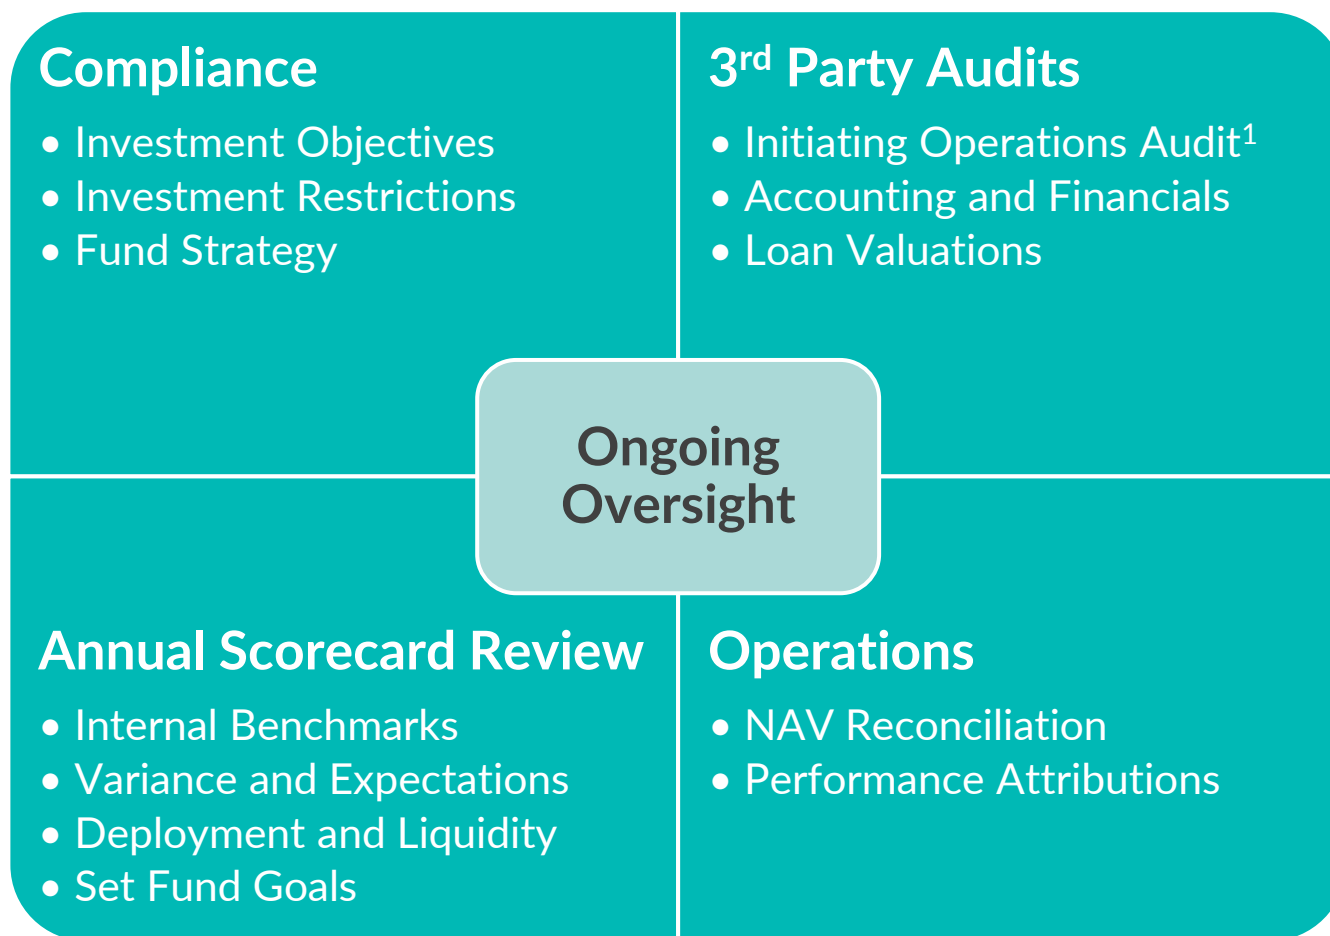 Compliance
• Investment Objectives
• Investment Restrictions
• Fund Strategy
3rd Party Audits
• Initiating Operations Audit1
• Accounting and Financials
• Loan Valuations
Ongoing
Oversight
Annual Scorecard Review
• Internal Benchmarks
• Variance and Expectations
• Deployment and Liquidity
• Set Fund Goals
Operations
• NAV Reconciliation
• Performance Attributions